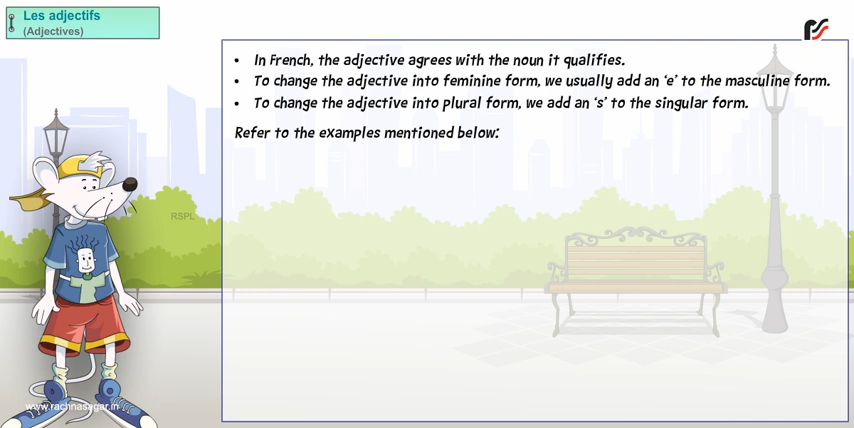 Les adjectifs
(Adjectives)
• In French, the adjective agrees with the noun it qualifies.
• To change the adjective into feminine form, we usually add an ‘e’ to the masculine form.
• To change the adjective into plural form, we add an ‘s’ to the singular form.
Refer to the examples mentioned below:
RSPL
www.rachnasagar.in